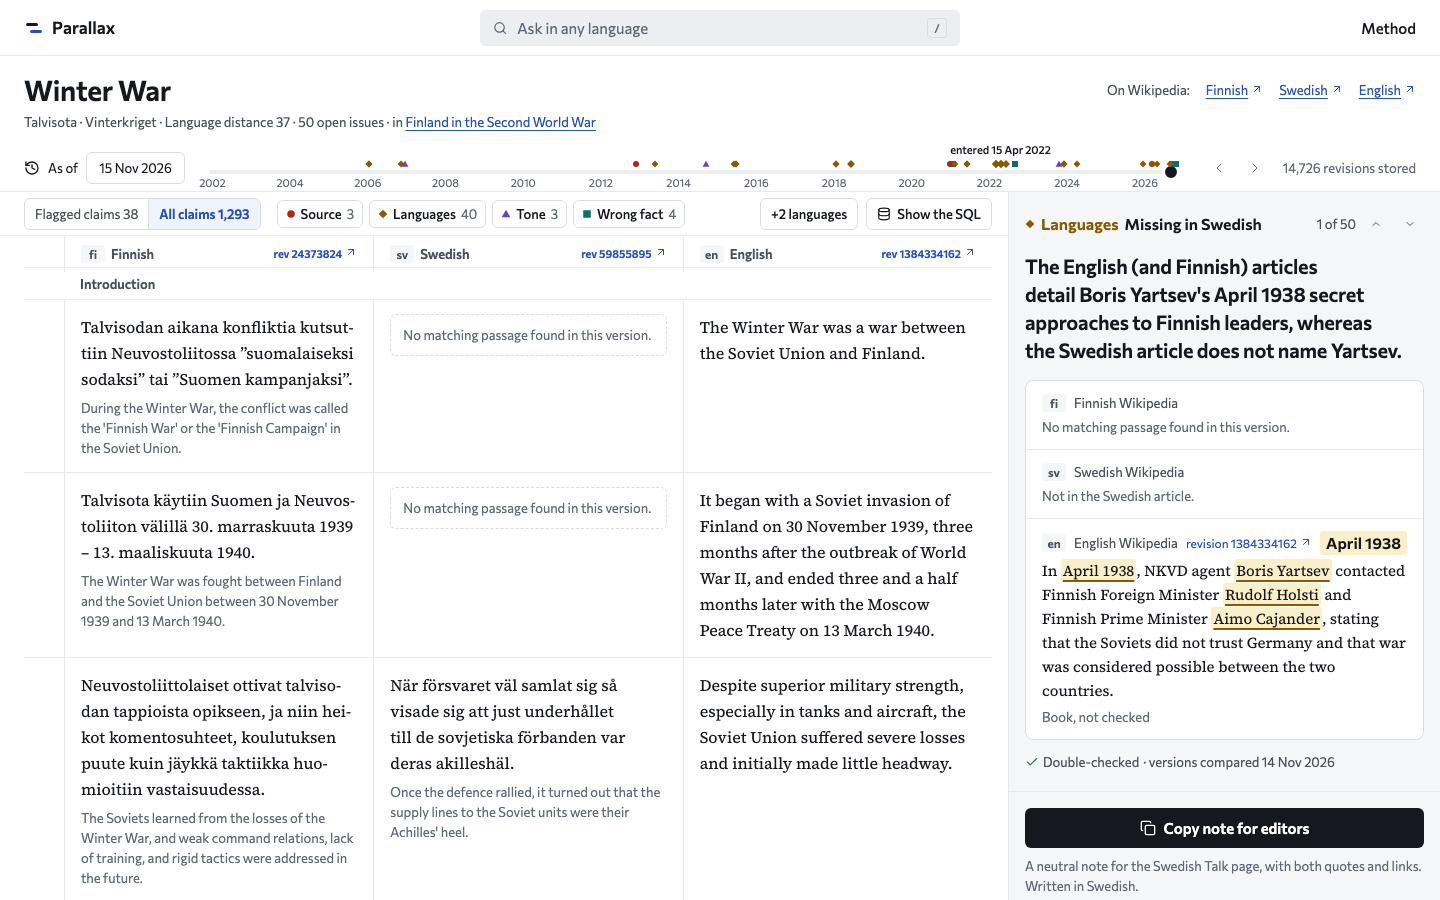 Parallax
Ask in any language
/
Method
Winter War
On Wikipedia: Finnish Swedish English
Talvisota · Vinterkriget · Language distance 37 · 50 open issues · in Finland in the Second World War
As of 15 Nov 2026
entered 15 Apr 2022
2002 2004 2006 2008 2010 2012 2014 2016 2018 2020 2022 2024 2026
14,726 revisions stored
Flagged claims 38
All claims 1,293
Source 3
Languages 40
Tone 3
Wrong fact 4
+2 languages
Show the SQL
fi Finnish rev 24373824
sv Swedish rev 59855895
en English rev 1384334162
Introduction
Talvisodan aikana konfliktia kutsut-
tiin Neuvostoliitossa ”suomalaiseksi
sodaksi” tai ”Suomen kampanjaksi”.
During the Winter War, the conflict was called
the 'Finnish War' or the 'Finnish Campaign' in
the Soviet Union.
No matching passage found in this version.
The Winter War was a war between
the Soviet Union and Finland.
Talvisota käytiin Suomen ja Neuvos-
toliiton välillä 30. marraskuuta 1939
– 13. maaliskuuta 1940.
The Winter War was fought between Finland
and the Soviet Union between 30 November
1939 and 13 March 1940.
No matching passage found in this version.
It began with a Soviet invasion of
Finland on 30 November 1939, three
months after the outbreak of World
War II, and ended three and a half
months later with the Moscow
Peace Treaty on 13 March 1940.
Neuvostoliittolaiset ottivat talviso-
dan tappioista opikseen, ja niin hei-
kot komentosuhteet, koulutuksen
puute kuin jäykkä taktiikka huo-
mioitiin vastaisuudessa.
The Soviets learned from the losses of the
Winter War, and weak command relations, lack
of training, and rigid tactics were addressed in
the future.
När försvaret väl samlat sig så
visade sig att just underhållet
till de sovjetiska förbanden var
deras akilleshäl.
Once the defence rallied, it turned out that the
supply lines to the Soviet units were their
Achilles' heel.
Despite superior military strength,
especially in tanks and aircraft, the
Soviet Union suffered severe losses
and initially made little headway.
Languages Missing in Swedish
1 of 50
The English (and Finnish) articles
detail Boris Yartsev's April 1938 secret
approaches to Finnish leaders, whereas
the Swedish article does not name Yartsev.
fi Finnish Wikipedia
No matching passage found in this version.
sv Swedish Wikipedia
Not in the Swedish article.
en English Wikipedia revision 1384334162 April 1938
In April 1938, NKVD agent Boris Yartsev contacted
Finnish Foreign Minister Rudolf Holsti and
Finnish Prime Minister Aimo Cajander, stating
that the Soviets did not trust Germany and that war
was considered possible between the two
countries.
Book, not checked
Double-checked · versions compared 14 Nov 2026
Copy note for editors
A neutral note for the Swedish Talk page, with both quotes and links.
Written in Swedish.